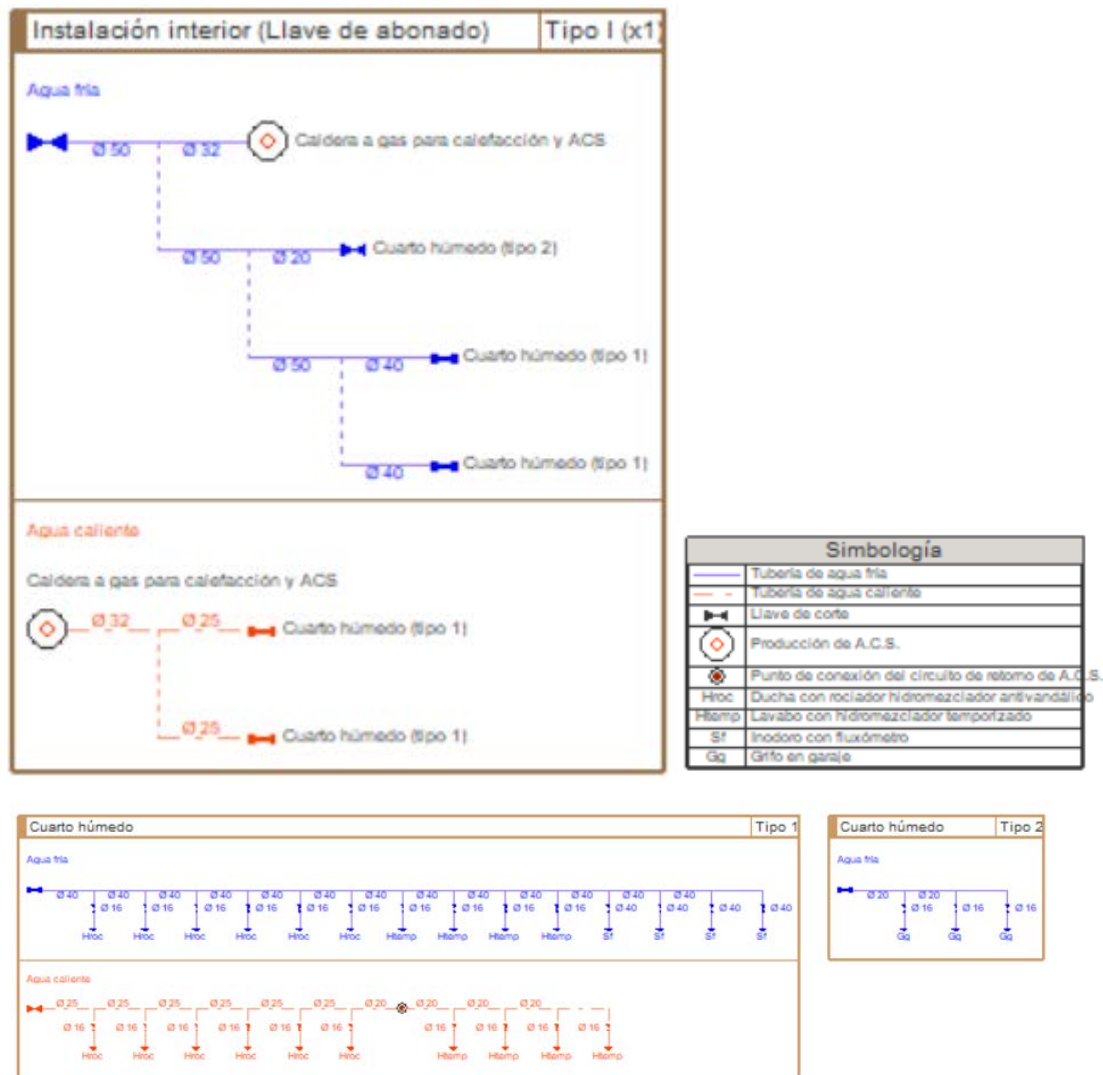 Instalación interior (Llave de abonado) Tipo I (x1)
Agua fría
Ø 50 Ø 32 Caldera a gas para calefacción y ACS
Ø 50 Ø 20 Cuarto húmedo (tipo 2)
Ø 50 Ø 40 Cuarto húmedo (tipo 1)
Ø 40 Cuarto húmedo (tipo 1)
Agua caliente
Caldera a gas para calefacción y ACS
Ø 32 Ø 25 Cuarto húmedo (tipo 1)
Ø 25 Cuarto húmedo (tipo 1)
Simbología
Tubería de agua fría
Tubería de agua caliente
Llave de corte
Producción de A.C.S.
Punto de conexión del circuito de retorno de A.C.S.
Hroc Ducha con rociador hidromezclador antivandálico
Htemp Lavabo con hidromezclador temporizado
Sf Inodoro con fluxómetro
Gg Grifo en garaje
Cuarto húmedo Tipo 1
Agua fría
Ø 40 Ø 40 Ø 40 Ø 40 Ø 40 Ø 40 Ø 40 Ø 40 Ø 40 Ø 40 Ø 40 Ø 40 Ø 40
Ø 16 Ø 16 Ø 16 Ø 16 Ø 16 Ø 16 Ø 16 Ø 16 Ø 16 Ø 16 Ø 40 Ø 40 Ø 40 Ø 40
Hroc Hroc Hroc Hroc Hroc Hroc Htemp Htemp Htemp Htemp Sf Sf Sf Sf
Agua caliente
Ø 25 Ø 25 Ø 25 Ø 25 Ø 25 Ø 25 Ø 20 Ø 20 Ø 20 Ø 20
Ø 16 Ø 16 Ø 16 Ø 16 Ø 16 Ø 16 Ø 16 Ø 16 Ø 16 Ø 16
Hroc Hroc Hroc Hroc Hroc Hroc Htemp Htemp Htemp Htemp
Cuarto húmedo Tipo 2
Agua fría
Ø 20 Ø 20
Ø 16 Ø 16 Ø 16
Gg Gg Gg